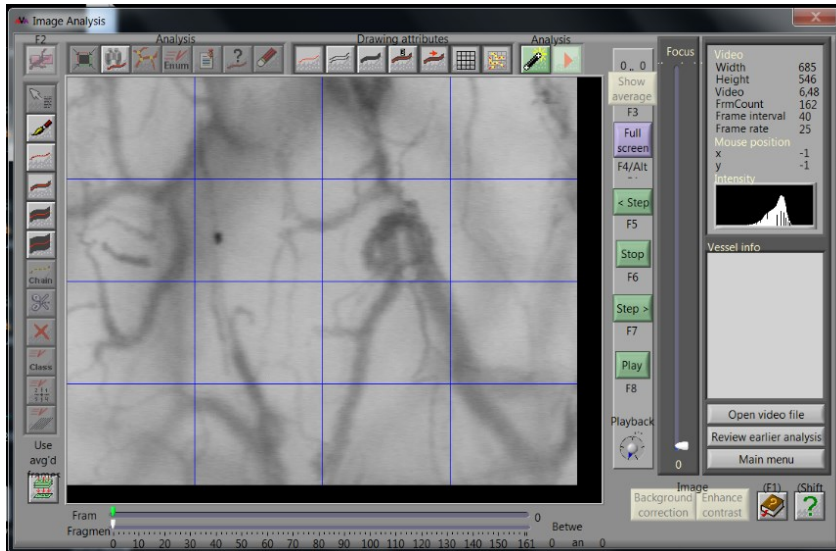 Image Analysis
F2
Analysis
Drawing attributes
Analysis
Enum
Chain
Class
Use
avg'd
frames
0 .. 0
Show
average
F3
Full
screen
F4/Alt
< Step
F5
Stop
F6
Step >
F7
Play
F8
Playback
Focus
0
Video
Width 685
Height 546
Video 6,48
FrmCount 162
Frame interval 40
Frame rate 25
Mouse position
x -1
y -1
Intensity
Vessel info
Open video file
Review earlier analysis
Main menu
Image
Background
correction
Enhance
contrast
(F1)
(Shift
Fram
0
Fragmen
0 10 20 30 40 50 60 70 80 90 100 110 120 130 140 150 161
Betwe
0 an 0